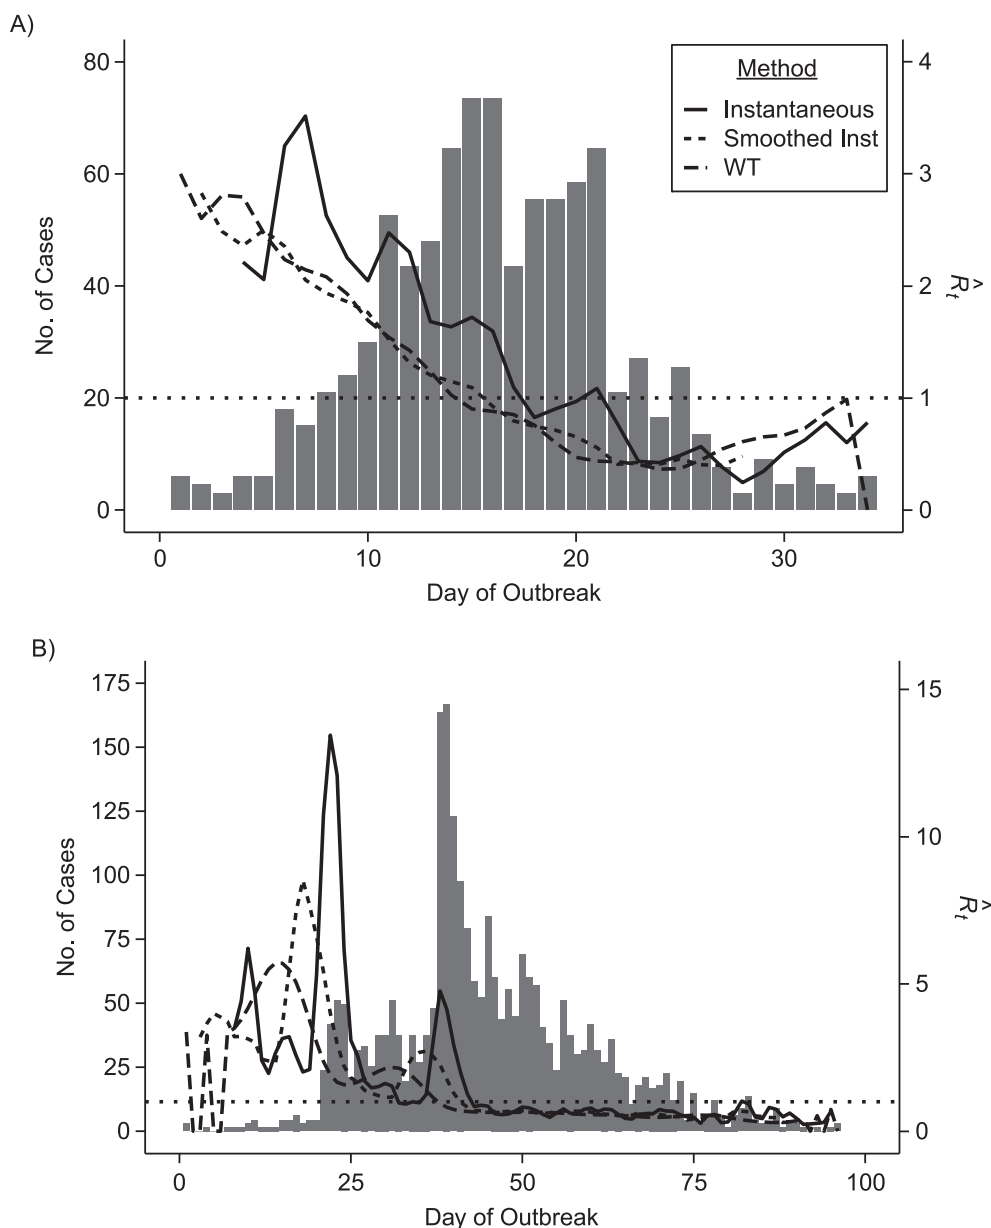 A)
No. of Cases
80
60
40
20
0
4
3
2
1
0
R̂t
Method
Instantaneous
Smoothed Inst
WT
0 10 20 30
Day of Outbreak
B)
No. of Cases
175
150
125
100
75
50
25
0
15
10
5
0
R̂t
0 25 50 75 100
Day of Outbreak